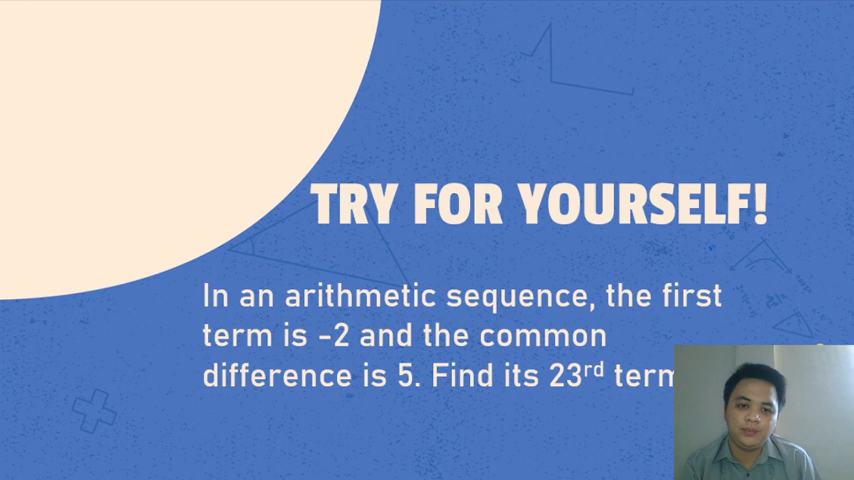 TRY FOR YOURSELF!
In an arithmetic sequence, the first
term is -2 and the common
difference is 5. Find its 23rd term